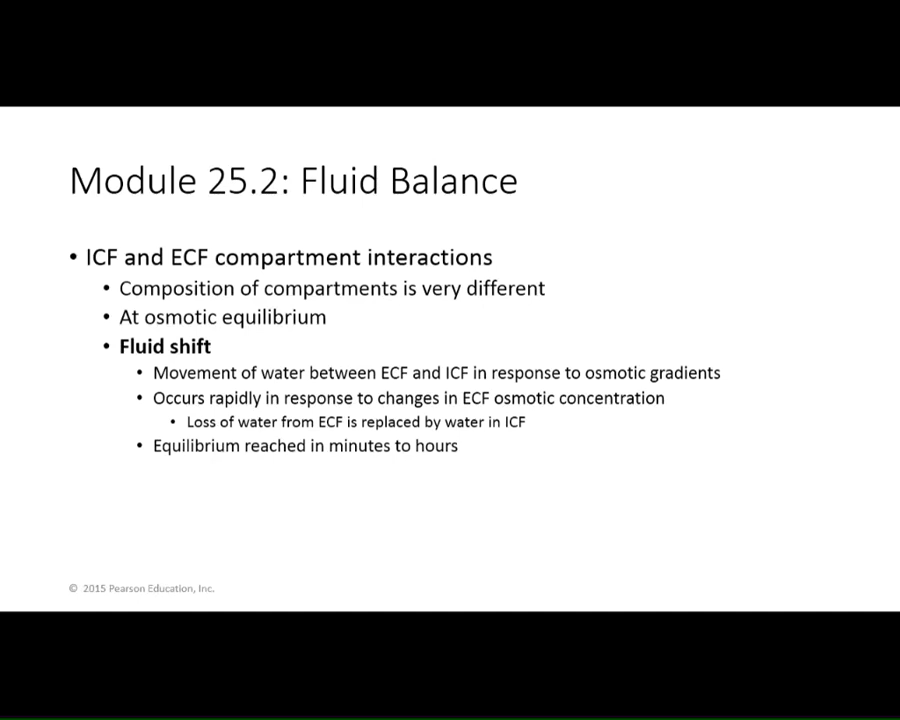 Module 25.2: Fluid Balance
• ICF and ECF compartment interactions
• Composition of compartments is very different
• At osmotic equilibrium
• Fluid shift
• Movement of water between ECF and ICF in response to osmotic gradients
• Occurs rapidly in response to changes in ECF osmotic concentration
• Loss of water from ECF is replaced by water in ICF
• Equilibrium reached in minutes to hours
© 2015 Pearson Education, Inc.